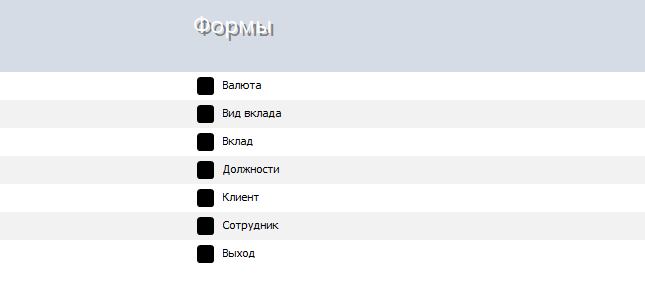 Формы
Валюта
Вид вклада
Вклад
Должности
Клиент
Сотрудник
Выход